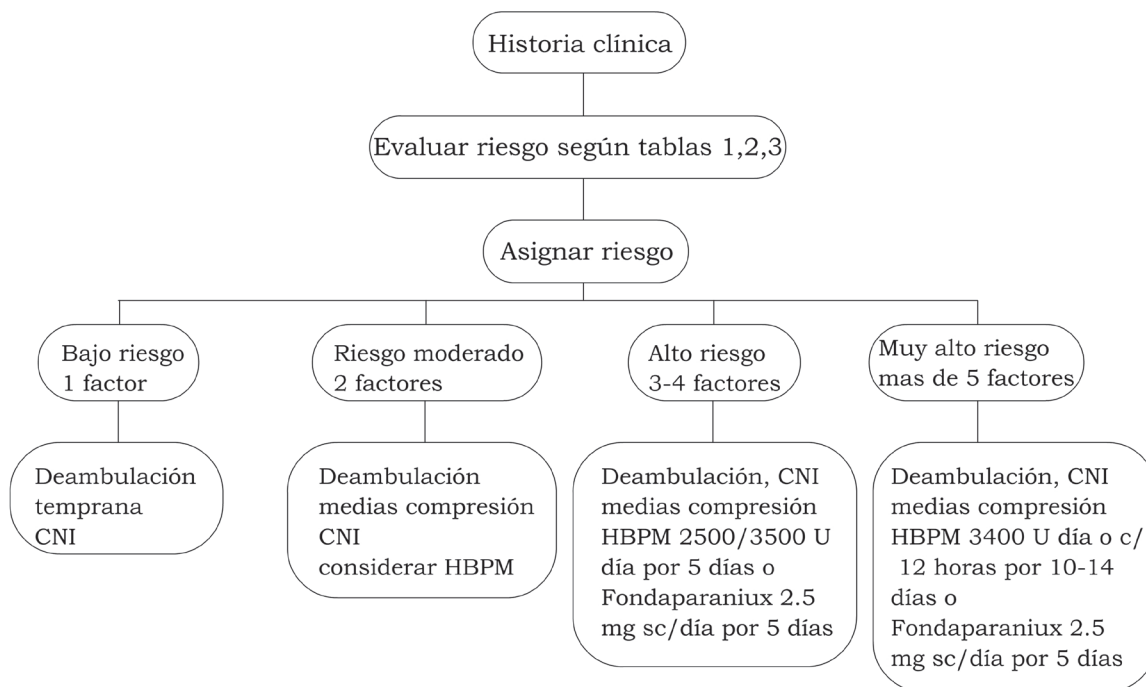 Historia clínica
Evaluar riesgo según tablas 1,2,3
Asignar riesgo
Bajo riesgo
1 factor
Riesgo moderado
2 factores
Alto riesgo
3-4 factores
Muy alto riesgo
mas de 5 factores
Deambulación
temprana
CNI
Deambulación
medias compresión
CNI
considerar HBPM
Deambulación, CNI
medias compresión
HBPM 2500/3500 U
día por 5 días o
Fondaparaniux 2.5
mg sc/día por 5 días
Deambulación, CNI
medias compresión
HBPM 3400 U día o c/
12 horas por 10-14
días o
Fondaparaniux 2.5
mg sc/día por 5 días